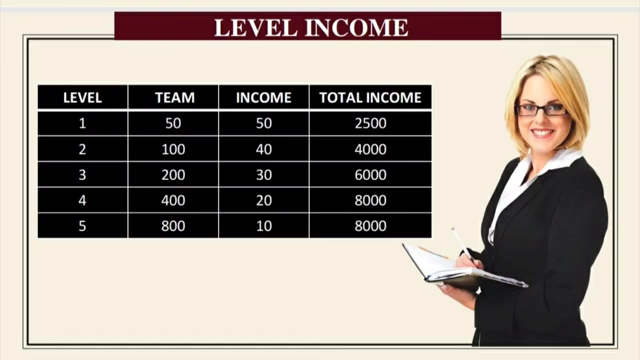 LEVEL INCOME
LEVEL TEAM INCOME TOTAL INCOME
1 50 50 2500
2 100 40 4000
3 200 30 6000
4 400 20 8000
5 800 10 8000